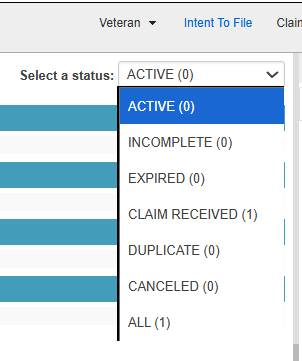 Veteran Intent To File Clai
Select a status: ACTIVE (0)
ACTIVE (0)
INCOMPLETE (0)
EXPIRED (0)
CLAIM RECEIVED (1)
DUPLICATE (0)
CANCELED (0)
ALL (1)